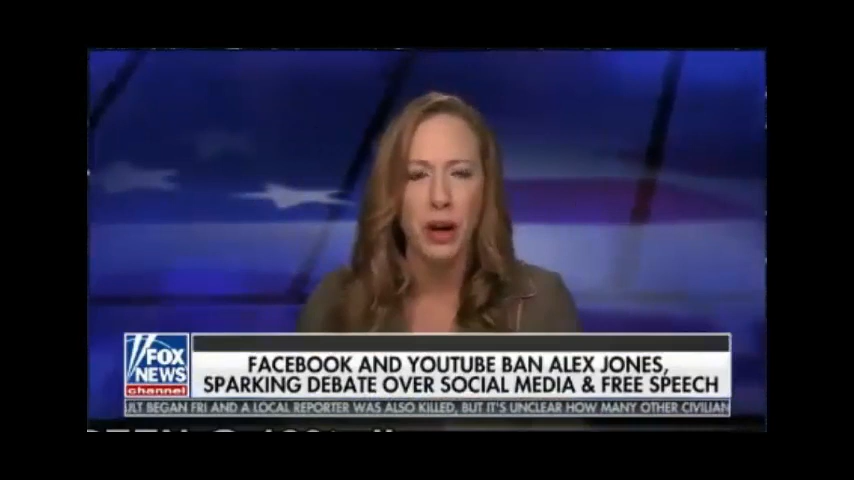 FOX
NEWS
channel
FACEBOOK AND YOUTUBE BAN ALEX JONES,
SPARKING DEBATE OVER SOCIAL MEDIA & FREE SPEECH
BEGAN FRI AND A LOCAL REPORTER WAS ALSO KILLED, BUT IT'S UNCLEAR HOW MANY OTHER CIVILIAN